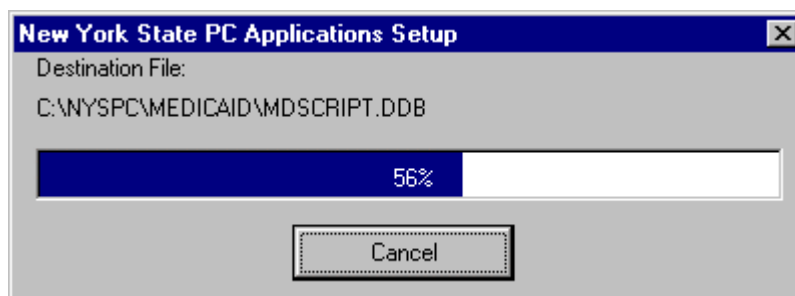 New York State PC Applications Setup
Destination File:
C:\NYSPC\MEDICAID\MDSCRIPT.DDB
56%
Cancel